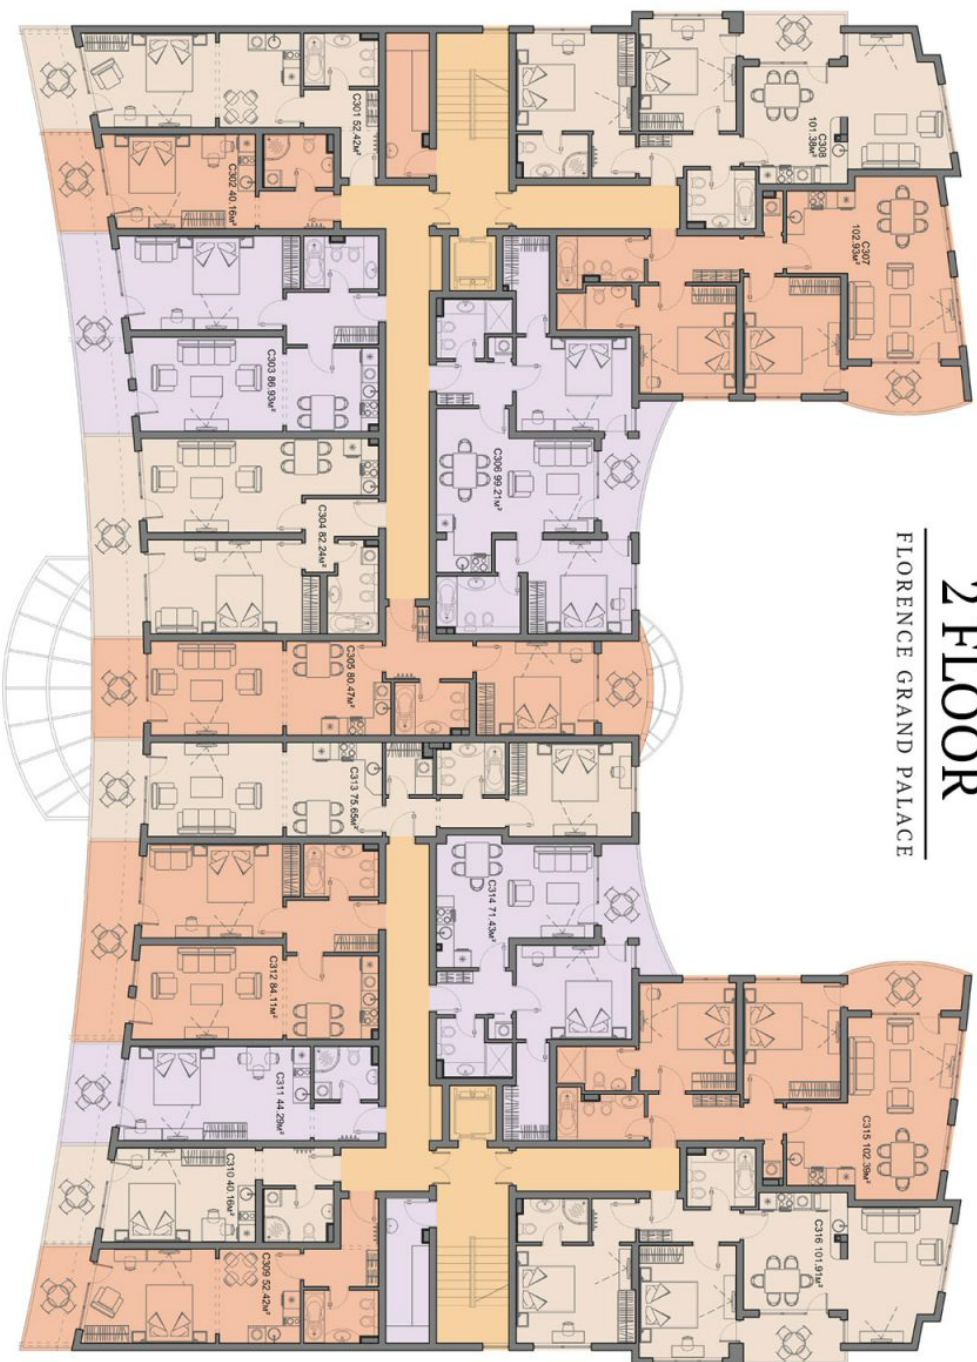 2 FLOOR
FLORENCE GRAND PALACE
C301 52.42м²
C302 40.16м²
C303 86.93м²
C304 82.24м²
C305 80.47м²
C313 75.65м²
C312 84.11м²
C311 44.29м²
C310 40.16м²
C309 52.42м²
C308
101.38м²
C307
102.93м²
C306 99.21м²
C314 71.43м²
C315 102.39м²
C316 101.91м²